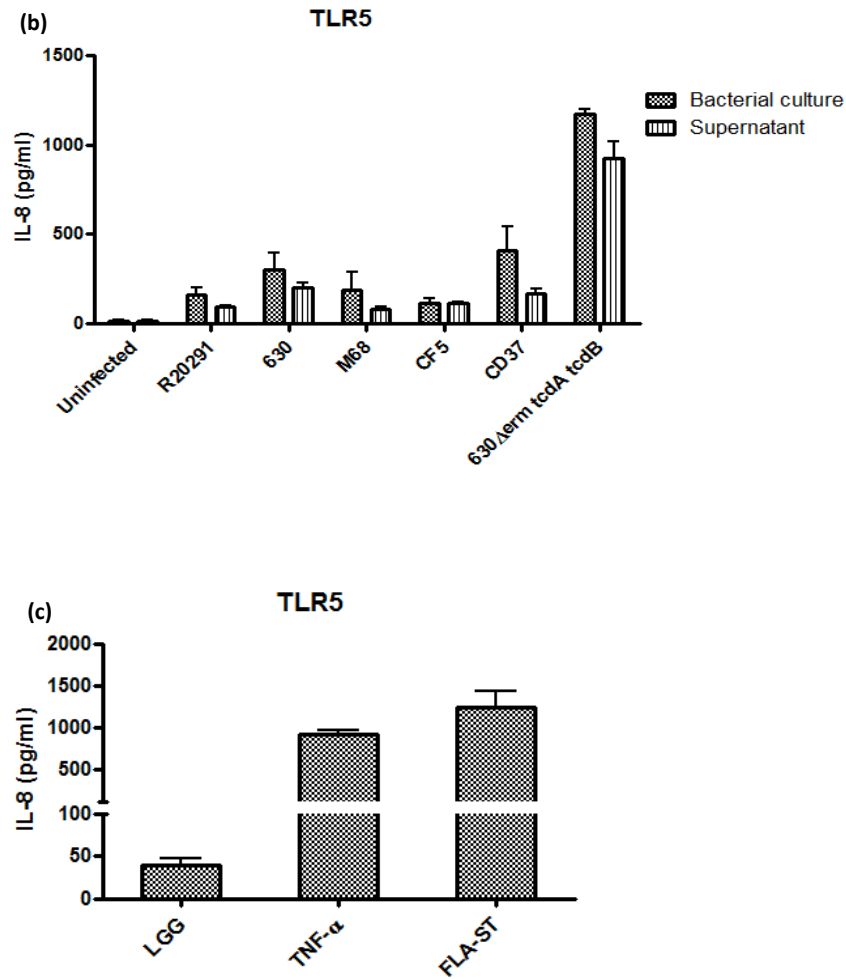 (b)
TLR5
IL-8 (pg/ml)
1500
1000
500
0
Uninfected
R20291
630
M68
CF5
CD37
630Δerm tcdA tcdB
Bacterial culture
Supernatant
(c)
TLR5
IL-8 (pg/ml)
2000
1500
1000
500
100
50
0
LGG
TNF-α
FLA-ST